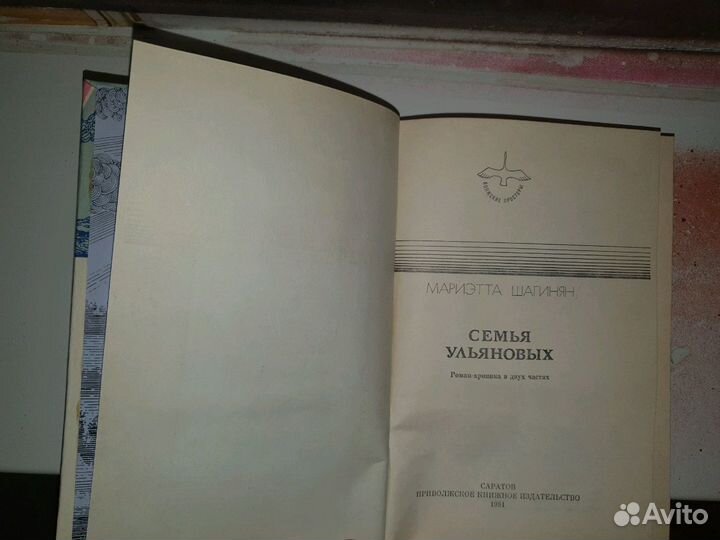 ВОЛЖСКИЕ ПРОСТОРЫ
МАРИЭТТА ШАГИНЯН
СЕМЬЯ
УЛЬЯНОВЫХ
Роман-хроника в двух частях
САРАТОВ
ПРИВОЛЖСКОЕ КНИЖНОЕ ИЗДАТЕЛЬСТВО
1981
Avito